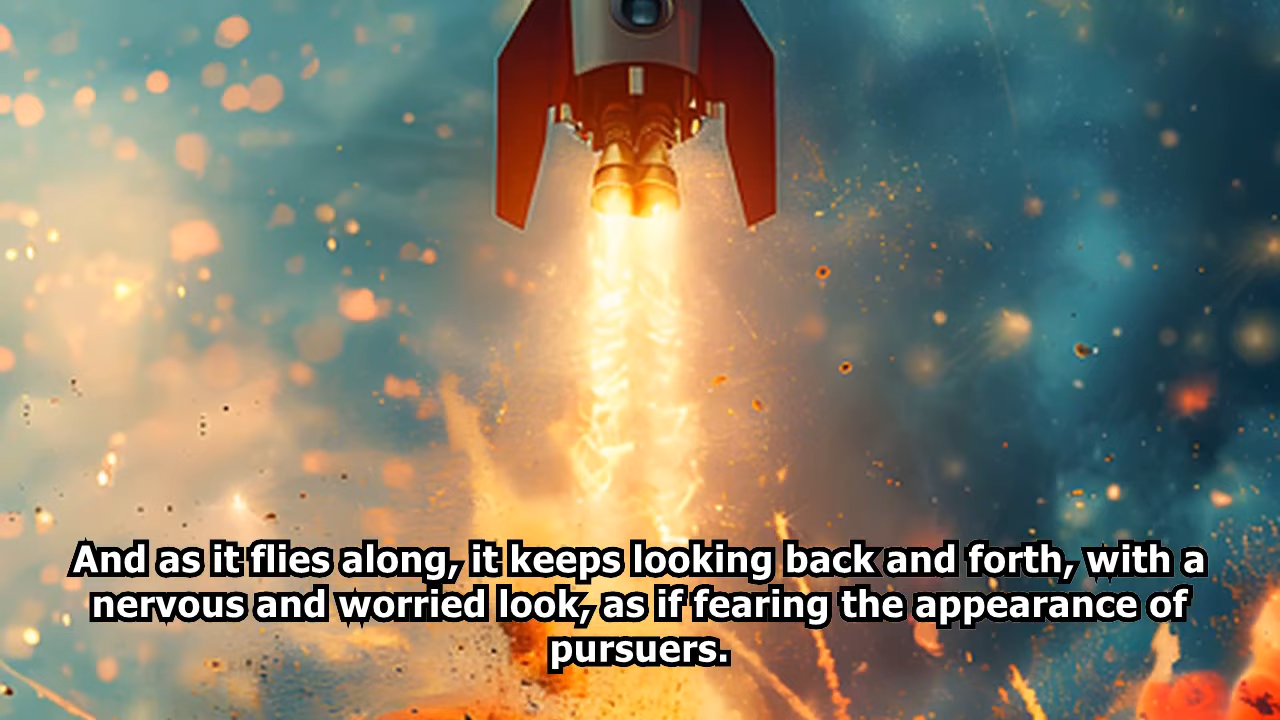 And as it flies along, it keeps looking back and forth, with a
nervous and worried look, as if fearing the appearance of
pursuers.